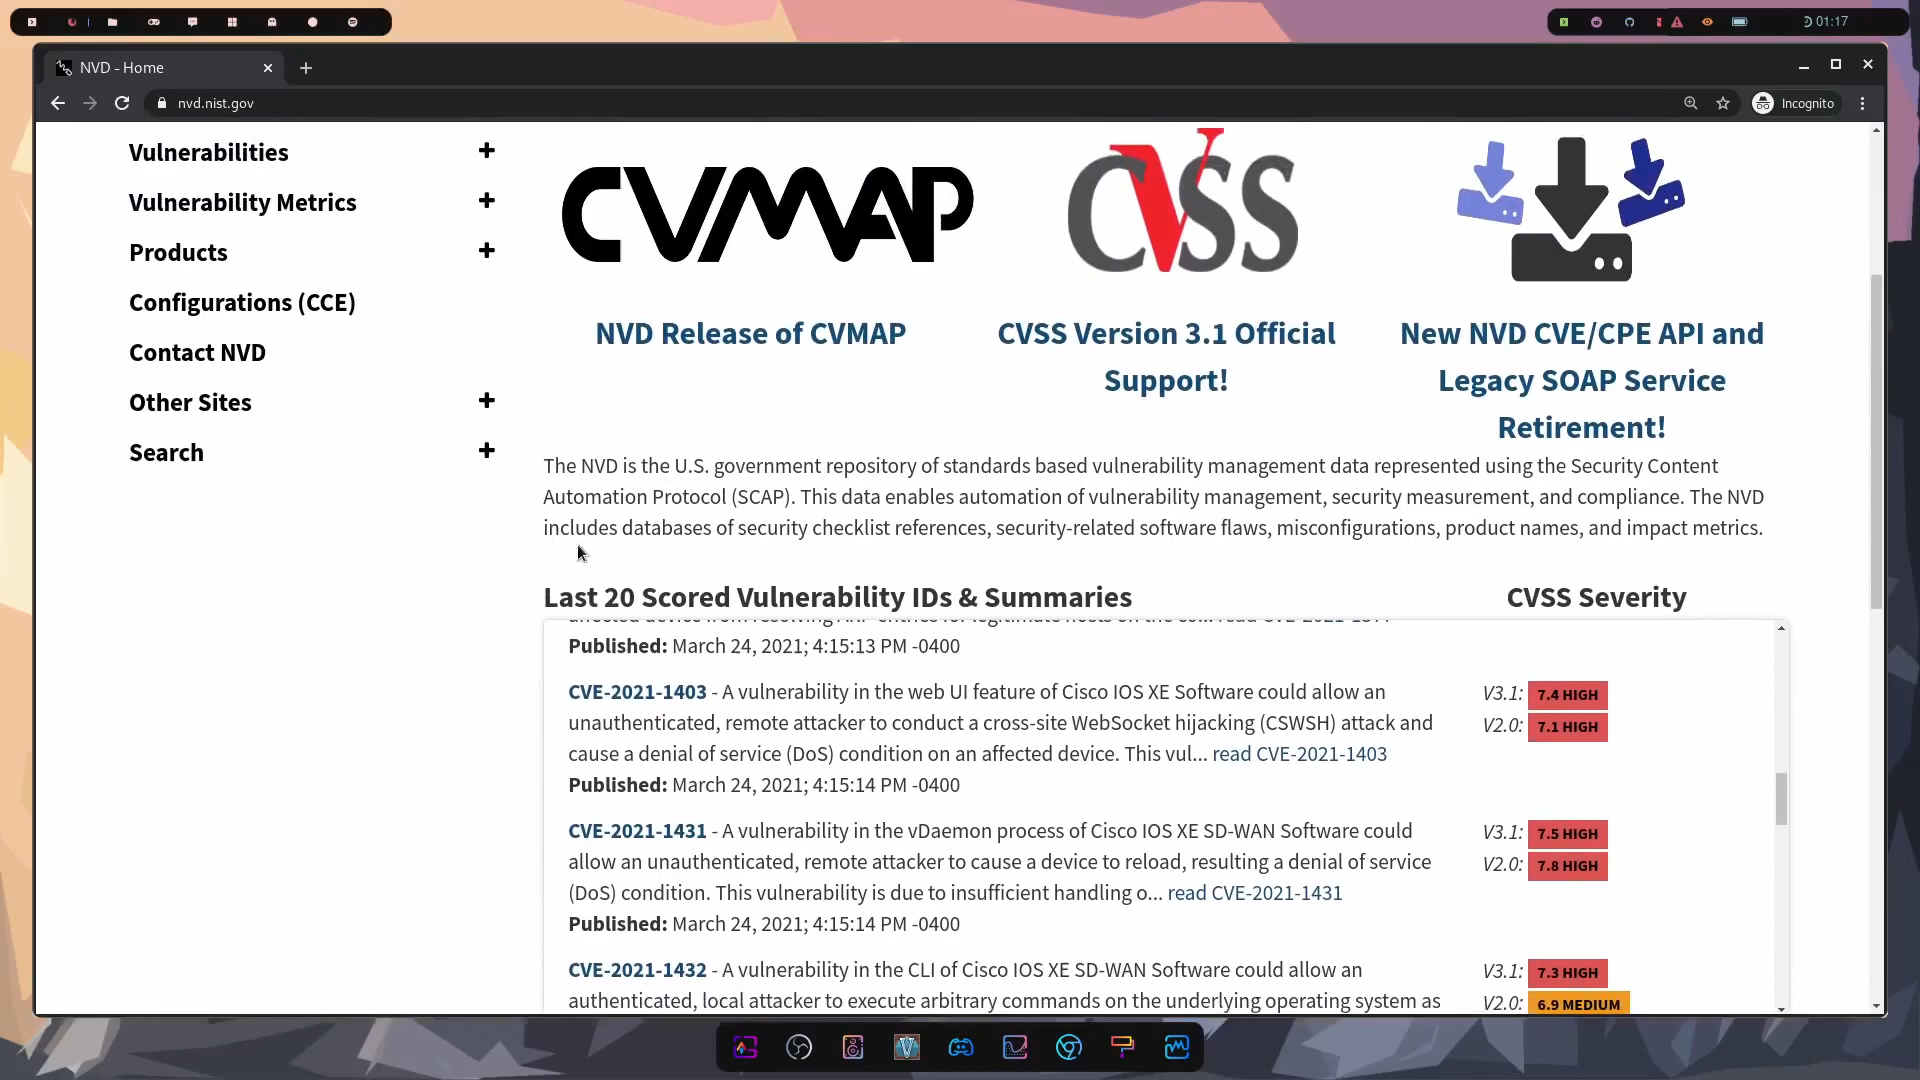 01:17
NVD - Home
nvd.nist.gov
Incognito
Vulnerabilities
Vulnerability Metrics
Products
Configurations (CCE)
Contact NVD
Other Sites
Search
CVMAP
CVSS
NVD Release of CVMAP
CVSS Version 3.1 Official
Support!
New NVD CVE/CPE API and
Legacy SOAP Service
Retirement!
The NVD is the U.S. government repository of standards based vulnerability management data represented using the Security Content
Automation Protocol (SCAP). This data enables automation of vulnerability management, security measurement, and compliance. The NVD
includes databases of security checklist references, security-related software flaws, misconfigurations, product names, and impact metrics.
Last 20 Scored Vulnerability IDs & Summaries
CVSS Severity
Published: March 24, 2021; 4:15:13 PM -0400
CVE-2021-1403 - A vulnerability in the web UI feature of Cisco IOS XE Software could allow an
unauthenticated, remote attacker to conduct a cross-site WebSocket hijacking (CSWSH) attack and
cause a denial of service (DoS) condition on an affected device. This vul... read CVE-2021-1403
Published: March 24, 2021; 4:15:14 PM -0400
V3.1: 7.4 HIGH
V2.0: 7.1 HIGH
CVE-2021-1431 - A vulnerability in the vDaemon process of Cisco IOS XE SD-WAN Software could
allow an unauthenticated, remote attacker to cause a device to reload, resulting a denial of service
(DoS) condition. This vulnerability is due to insufficient handling o... read CVE-2021-1431
Published: March 24, 2021; 4:15:14 PM -0400
V3.1: 7.5 HIGH
V2.0: 7.8 HIGH
CVE-2021-1432 - A vulnerability in the CLI of Cisco IOS XE SD-WAN Software could allow an
authenticated, local attacker to execute arbitrary commands on the underlying operating system as
V3.1: 7.3 HIGH
V2.0: 6.9 MEDIUM